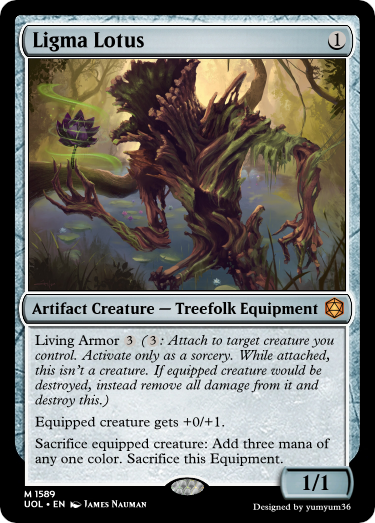 Ligma Lotus 1
Artifact Creature — Treefolk Equipment
Living Armor 3 (3: Attach to target creature you
control. Activate only as a sorcery. While attached,
this isn't a creature. If equipped creature would be
destroyed, instead remove all damage from it and
destroy this.)
Equipped creature gets +0/+1.
Sacrifice equipped creature: Add three mana of
any one color. Sacrifice this Equipment.
1/1
M 1589
UOL • EN James Nauman
Designed by yumyum36